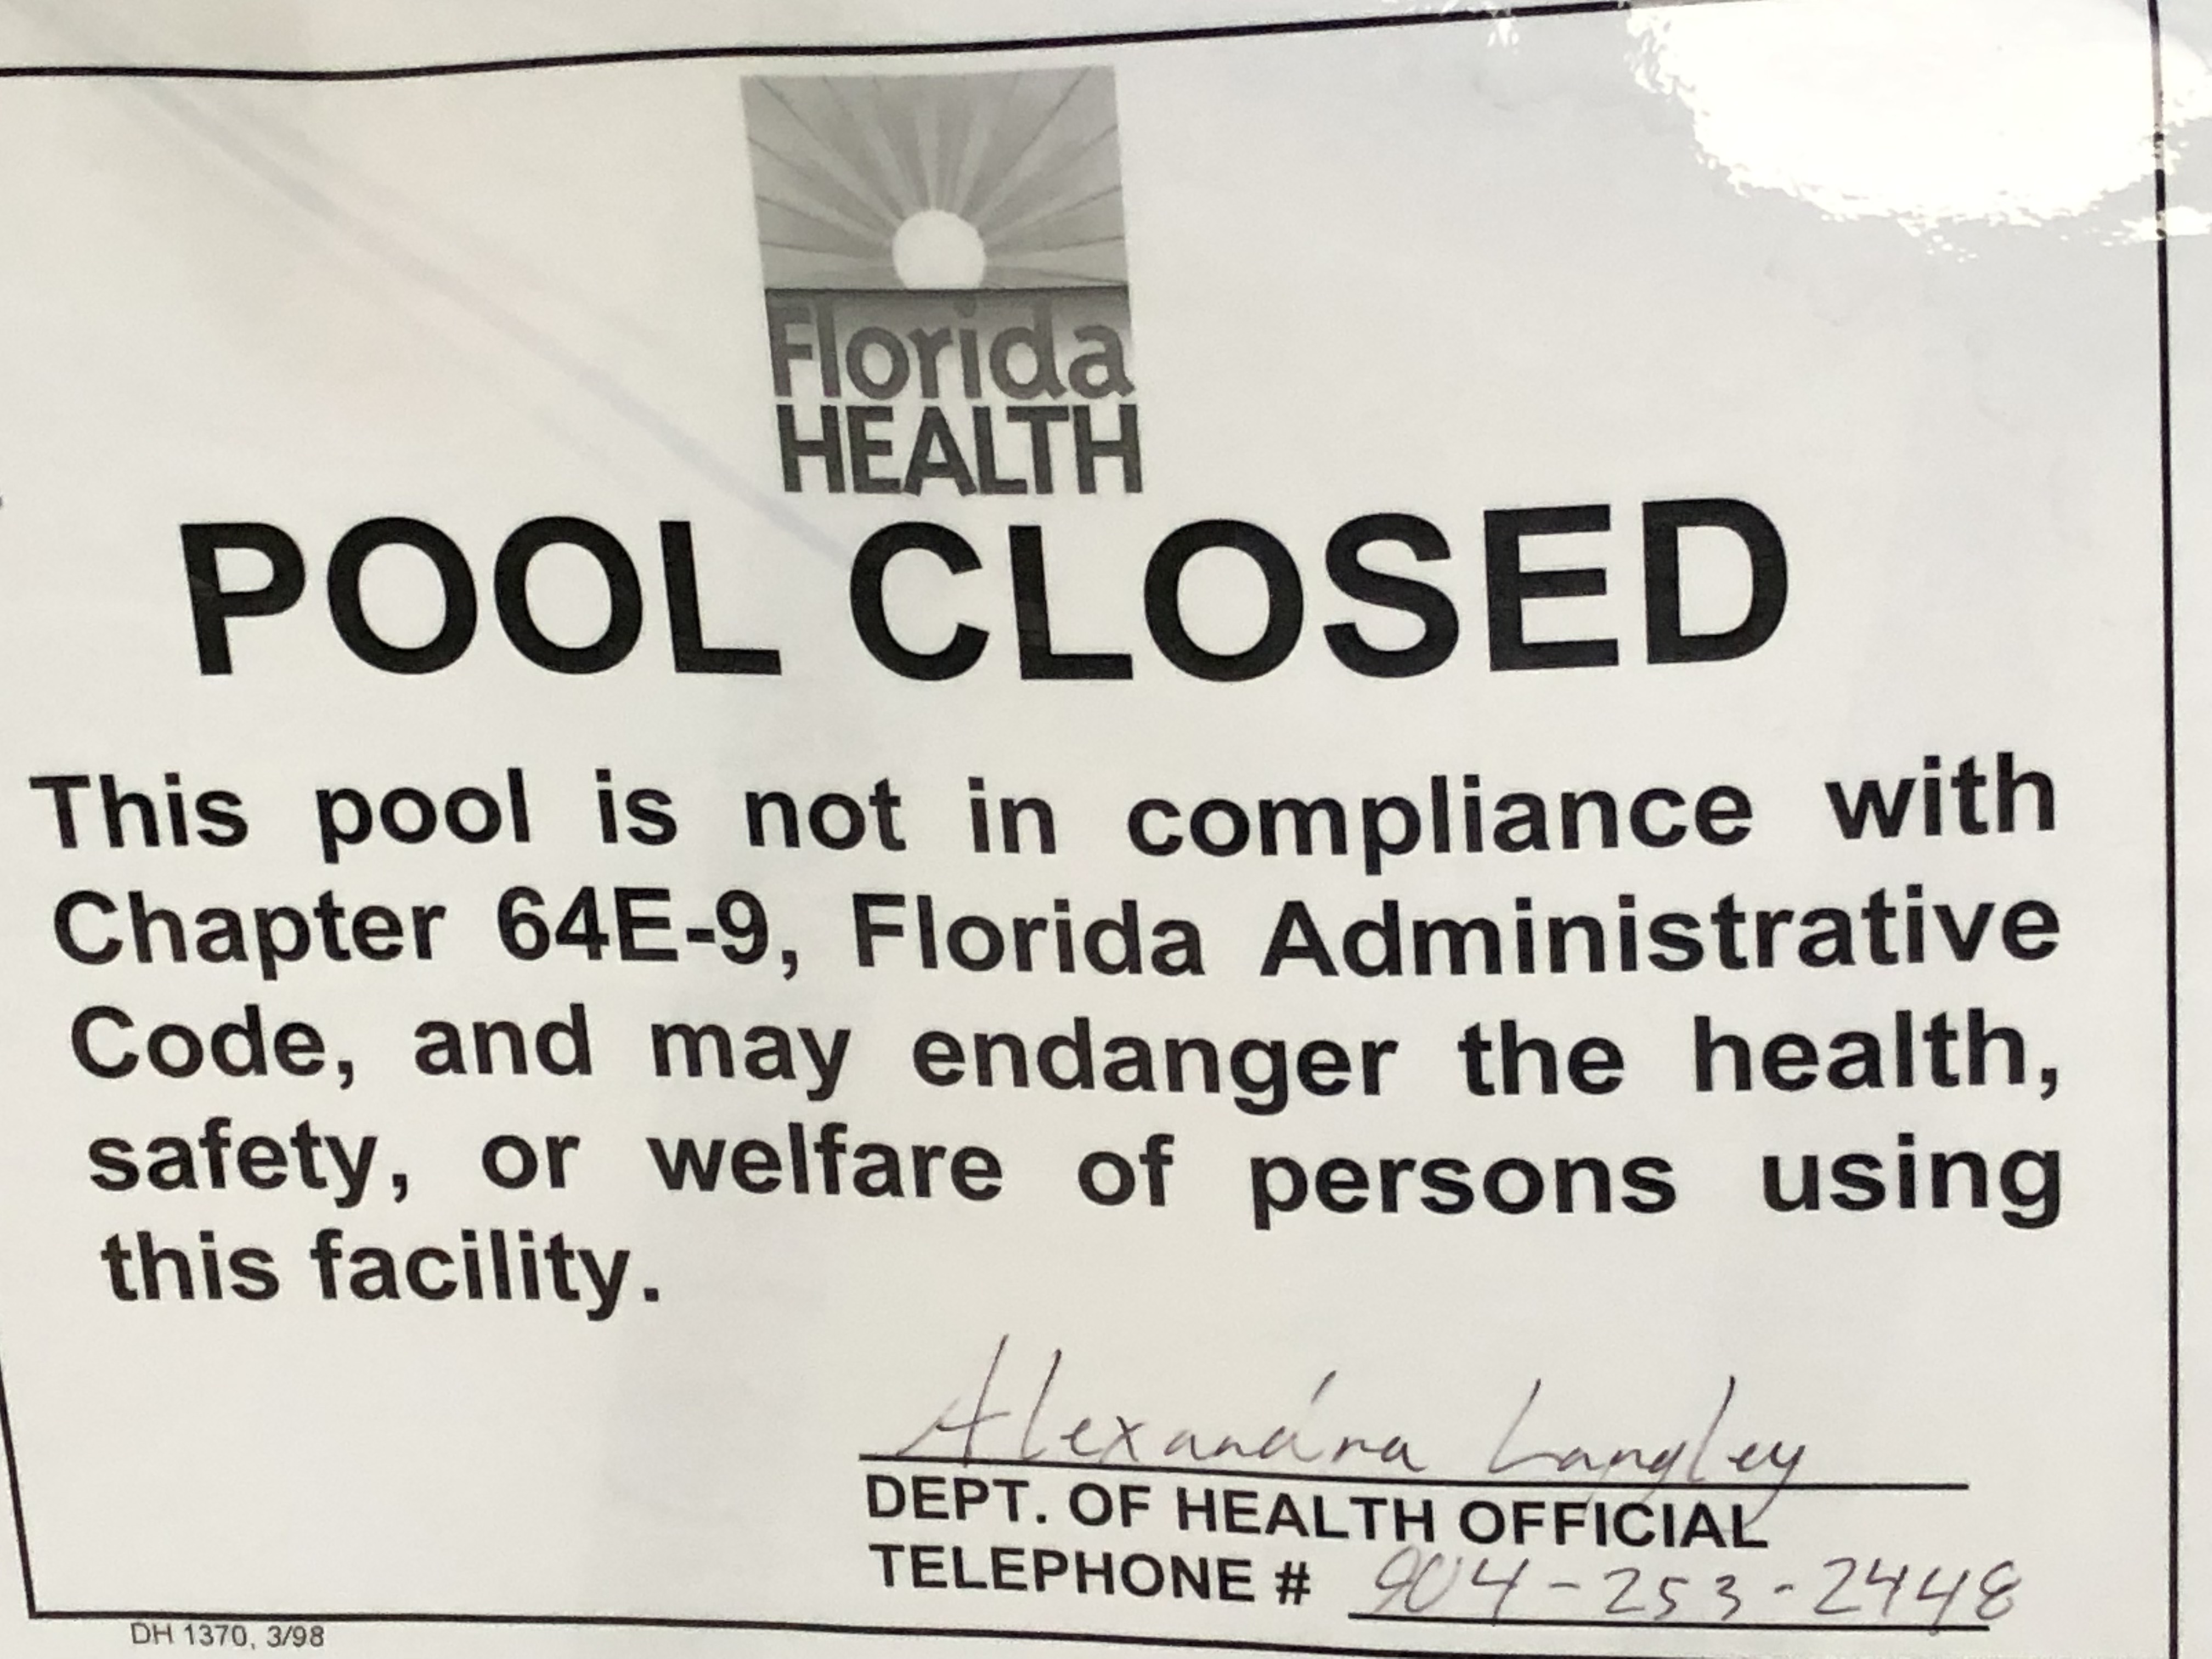 Florida
HEALTH
POOL CLOSED
This pool is not in compliance with
Chapter 64E-9, Florida Administrative
Code, and may endanger the health,
safety, or welfare of persons using
this facility.
Alexandra Langley
DEPT. OF HEALTH OFFICIAL
TELEPHONE # 904-253-2448
DH 1370, 3/98